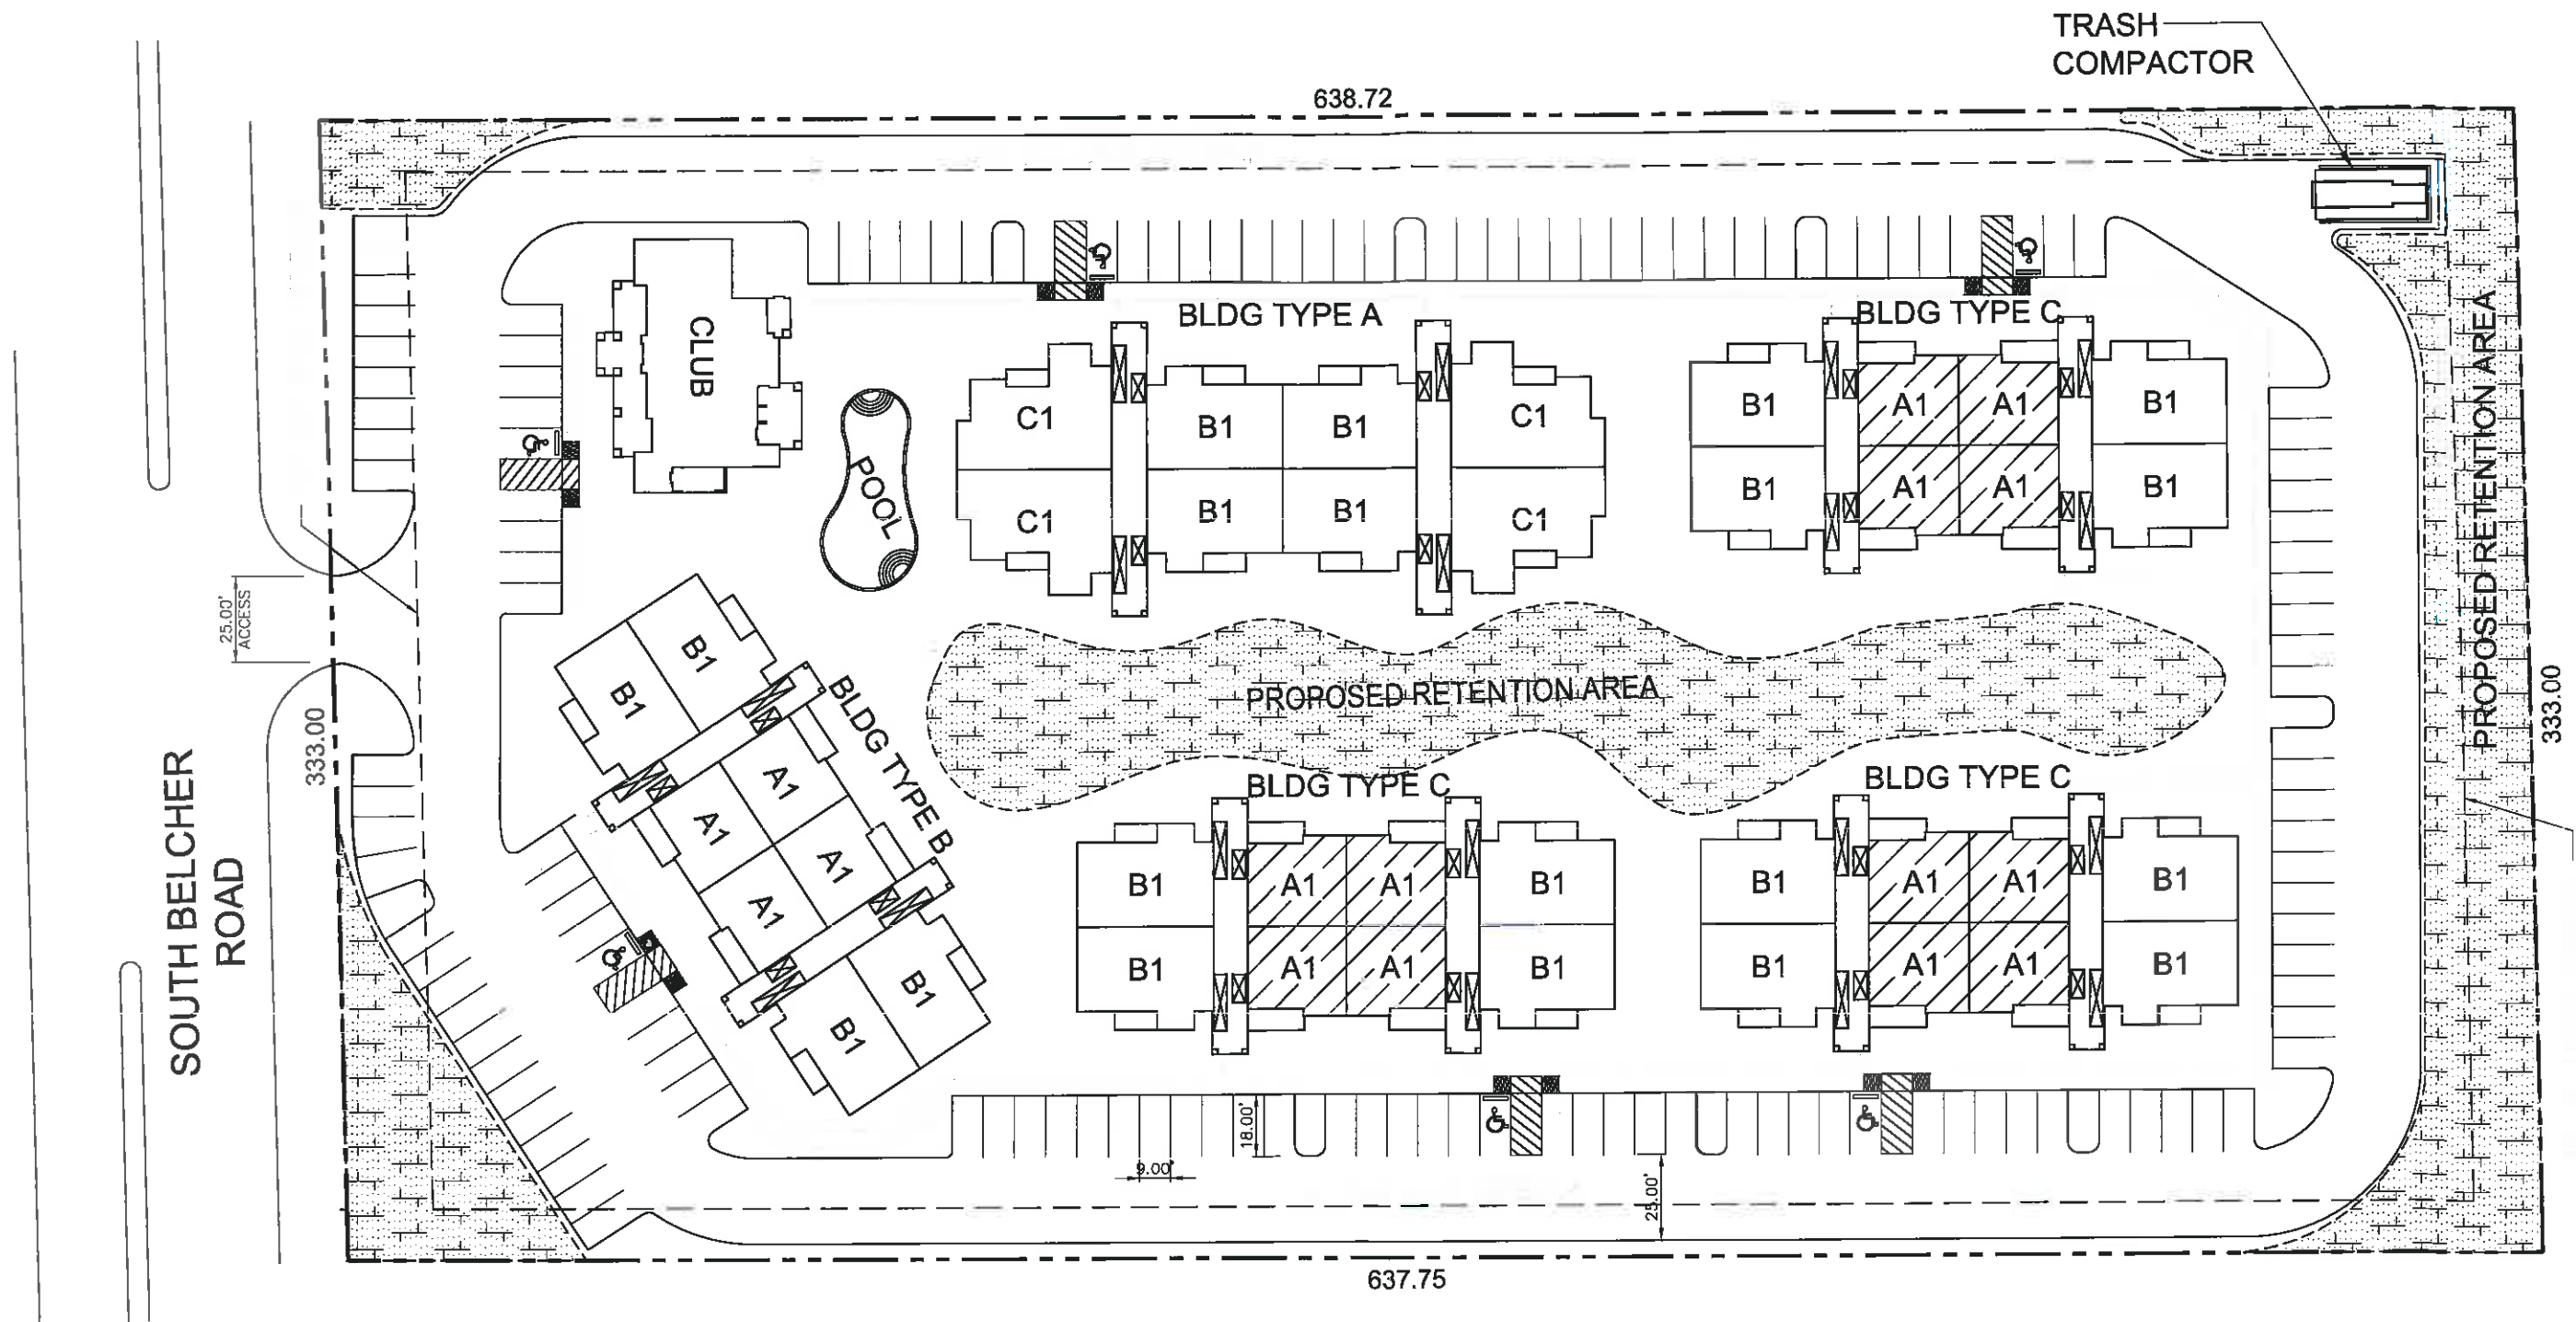 TRASH
COMPACTOR
638.72
BLDG TYPE A
BLDG TYPE C
CLUB
POOL
C1
B1
B1
C1
C1
B1
B1
C1
B1
A1
A1
B1
B1
A1
A1
B1
PROPOSED RETENTION AREA
333.00
25.00'
ACCESS
333.00
SOUTH BELCHER
ROAD
PROPOSED RETENTION AREA
BLDG TYPE B
B1
B1
A1
A1
A1
A1
B1
B1
BLDG TYPE C
B1
A1
A1
B1
B1
A1
A1
B1
BLDG TYPE C
B1
A1
A1
B1
B1
A1
A1
B1
18.00'
9.00'
25.00'
637.75